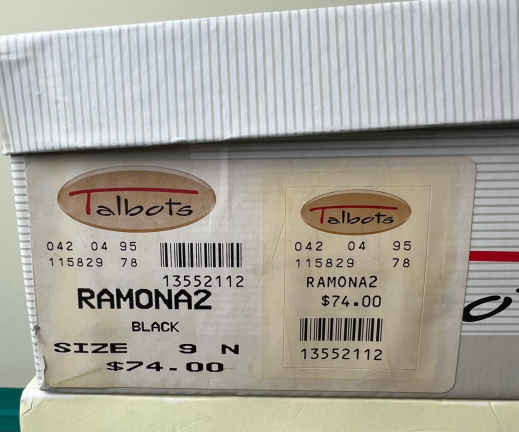 Talbots
042 04 95
115829 78
13552112
RAMONA2
BLACK
SIZE 9 N
$74.00
Talbots
042 04 95
115829 78
RAMONA2
$74.00
13552112